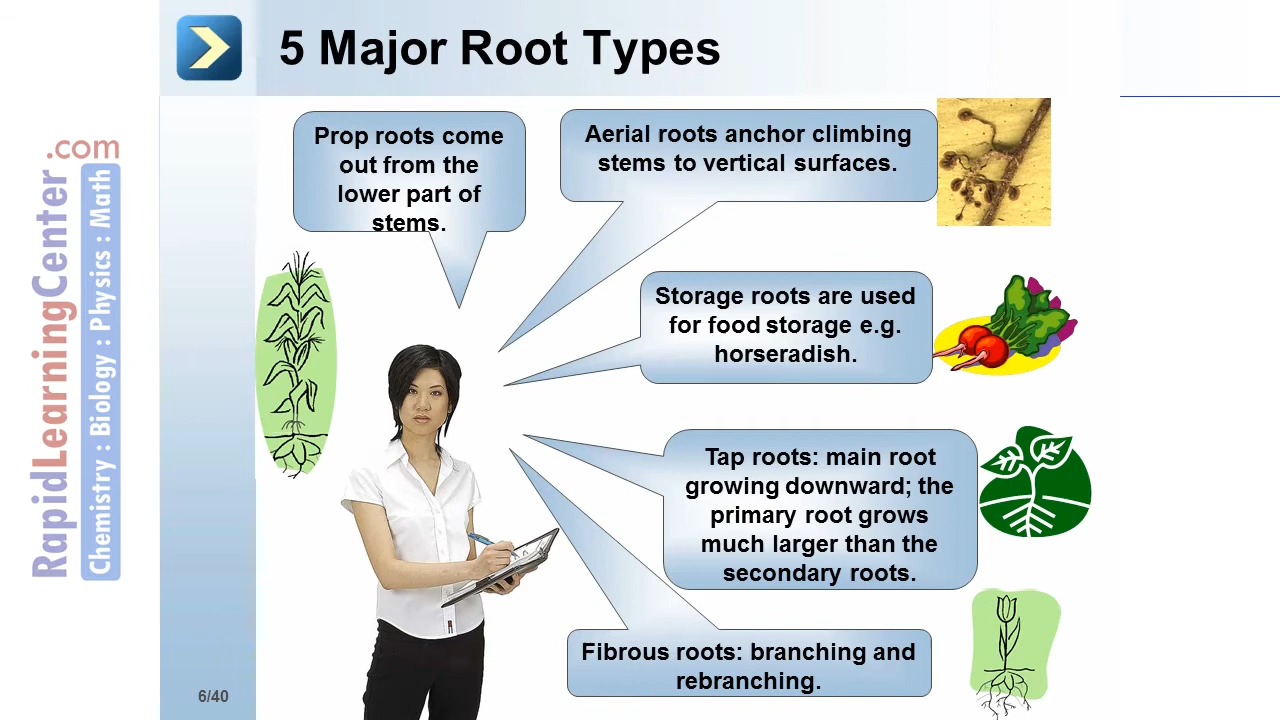 5 Major Root Types
Prop roots come
out from the
lower part of
stems.
Aerial roots anchor climbing
stems to vertical surfaces.
Storage roots are used
for food storage e.g.
horseradish.
Tap roots: main root
growing downward; the
primary root grows
much larger than the
secondary roots.
Fibrous roots: branching and
rebranching.
RapidLearningCenter.com
Chemistry : Biology : Physics : Math
6/40